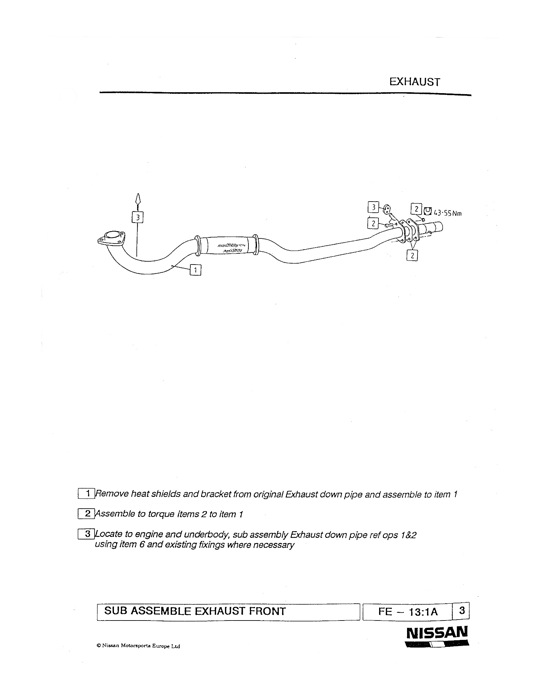 EXHAUST
3
3
2
2 43-55Nm
2
1
1 Remove heat shields and bracket from original Exhaust down pipe and assemble to item 1
2 Assemble to torque items 2 to item 1
3 Locate to engine and underbody, sub assembly Exhaust down pipe ref ops 1&2
using item 6 and existing fixings where necessary
SUB ASSEMBLE EXHAUST FRONT
FE – 13:1A
3
NISSAN
© Nissan Motorsports Europe Ltd